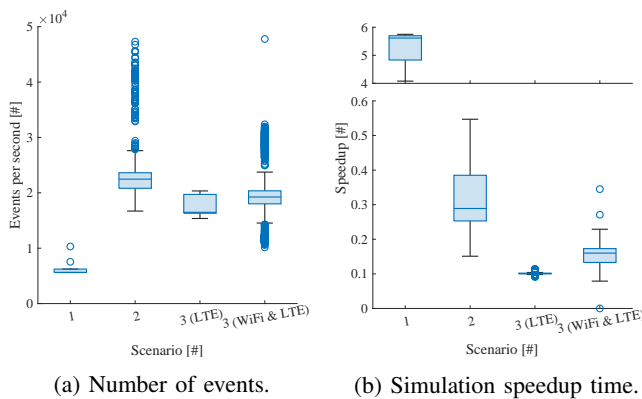 ×10⁴
5
4
3
2
1
0
Events per second [#]
1
2
3 (LTE)
3 (WiFi & LTE)
Scenario [#]
(a) Number of events.
6
5
4
0.6
0.5
0.4
0.3
0.2
0.1
0
Speedup [#]
1
2
3 (LTE)
3 (WiFi & LTE)
Scenario [#]
(b) Simulation speedup time.